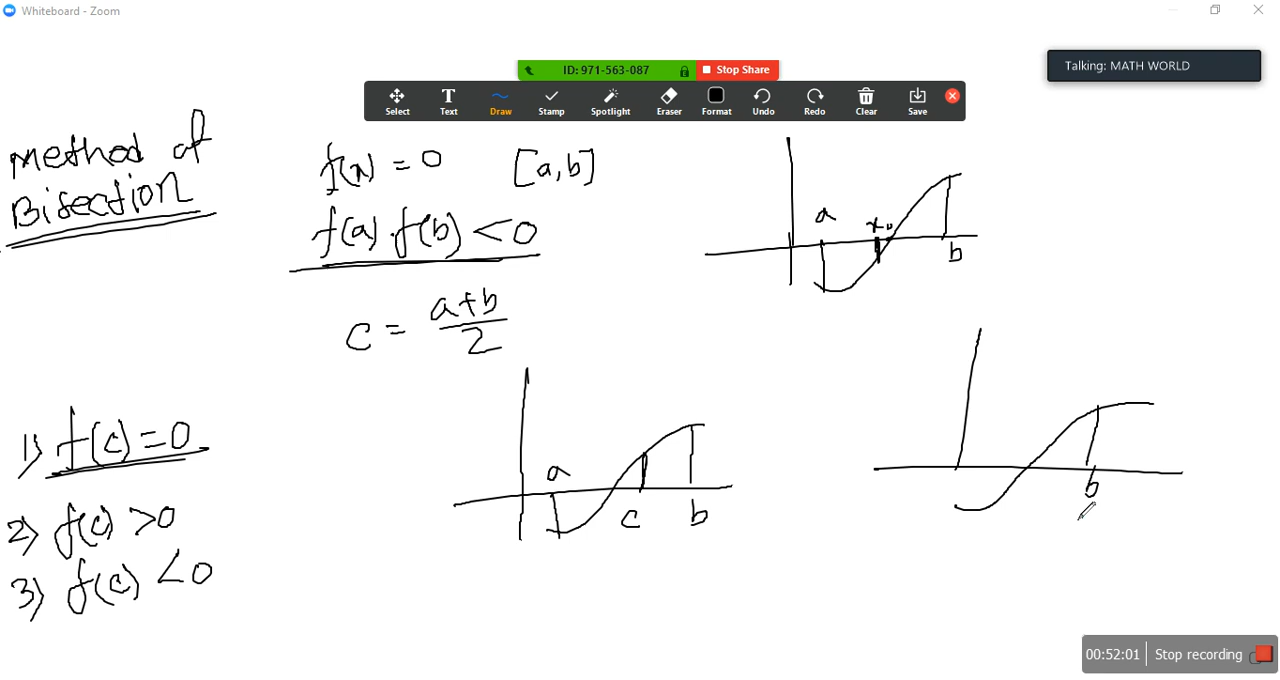 Whiteboard - Zoom
ID: 971-563-087
Stop Share
Talking: MATH WORLD
Select Text Draw Stamp Spotlight Eraser Format Undo Redo Clear Save
Method of
Bisection
f(x) = 0 [a,b]
f(a).f(b) < 0
c = a+b
2
a
x₀
b
1) f(c) = 0
2) f(c) > 0
3) f(c) < 0
a
c
b
b
00:52:01 Stop recording